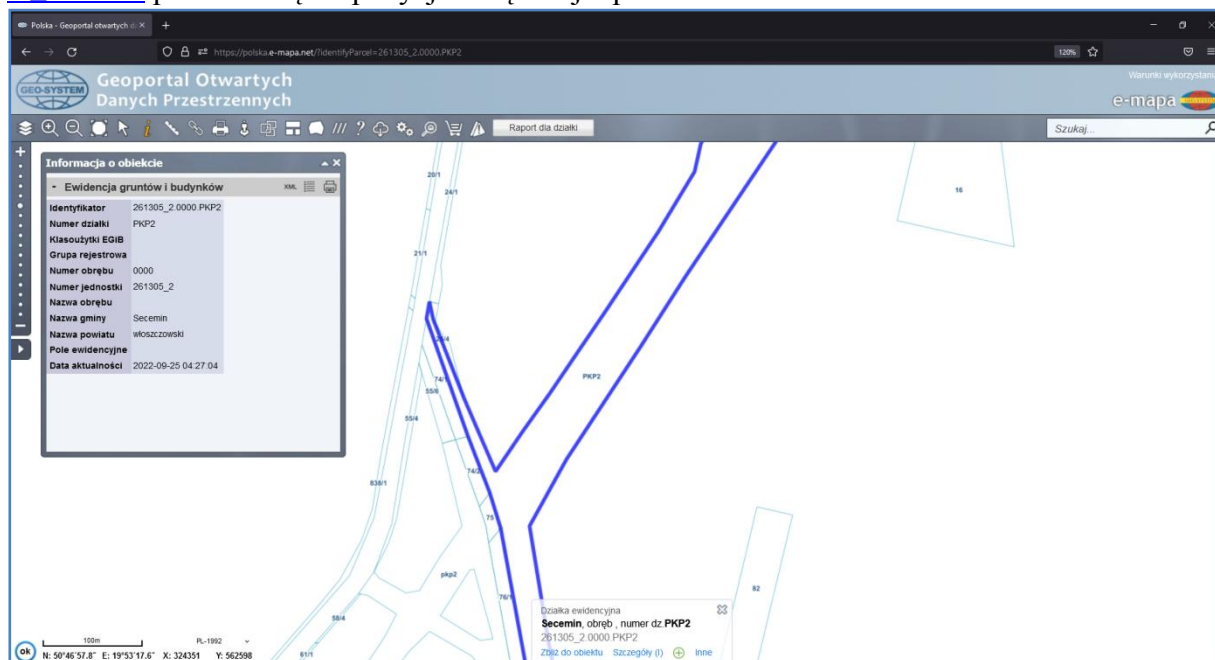 Polska - Geoportal otwartych d
https://polska.e-mapa.net/?identifyParcel=261305_2.0000.PKP2
120%
Geoportal Otwartych
Danych Przestrzennych
GEO-SYSTEM
Warunki wykorzystania
e-mapa
Raport dla działki
Szukaj...
Informacja o obiekcie
Ewidencja gruntów i budynków
XML
Identyfikator 261305_2.0000.PKP2
Numer działki PKP2
Klasoużytki EGiB
Grupa rejestrowa
Numer obrębu 0000
Numer jednostki 261305_2
Nazwa obrębu
Nazwa gminy Secemin
Nazwa powiatu włoszczowski
Pole ewidencyjne
Data aktualności 2022-09-25 04:27:04
20/1
24/1
16
21/1
74/1
55/6
PKP2
55/4
838/1
74/2
75
pkp2
76/1
82
58/4
61/1
Działka ewidencyjna
Secemin, obręb , numer dz. PKP2
261305_2.0000.PKP2
Zbliż do obiektu Szczegóły (I) Inne
100m PL-1992
ok N: 50°46'57.8" E: 19°53'17.6" X: 324351 Y: 562598